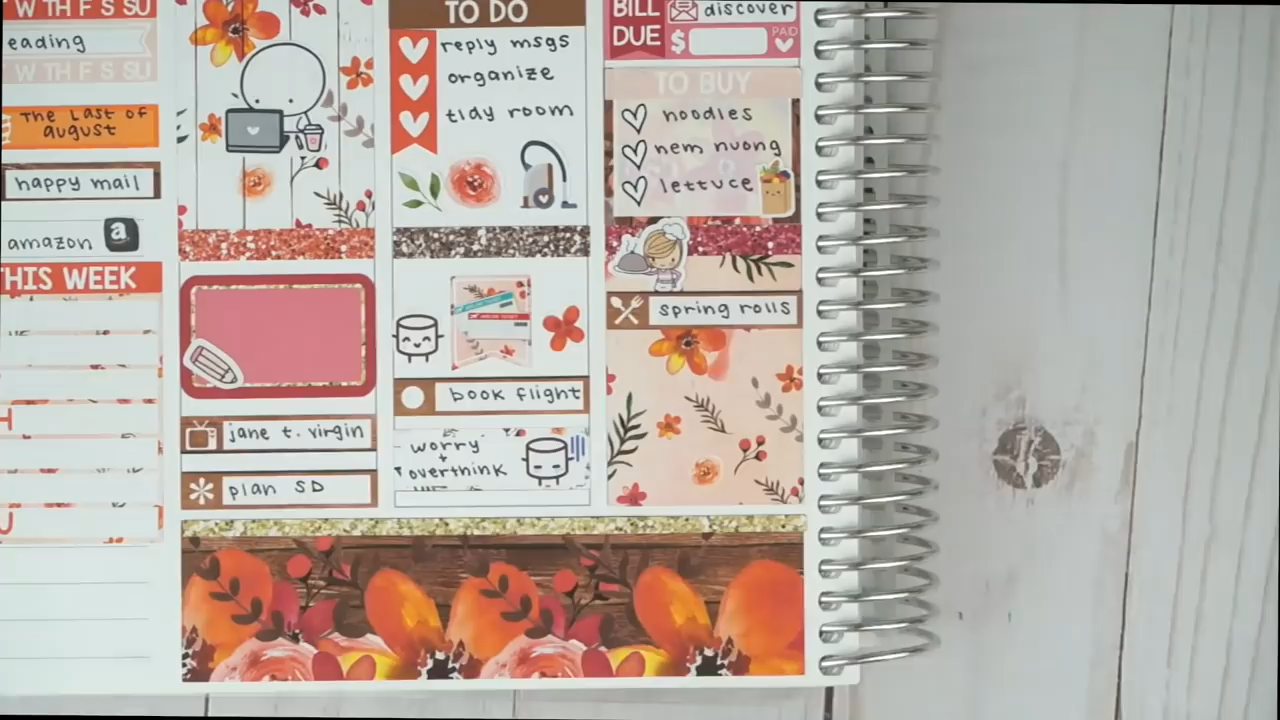 W TH F S SU
eading
W TH F S SU
The Last of
august
happy mail
amazon
a
THIS WEEK
jane t. virgin
plan SD
TO DO
reply msgs
organize
tidy room
book flight
worry
+
overthink
BILL
DUE
discover
$
PAID
TO BUY
noodles
nem nuong
lettuce
spring rolls